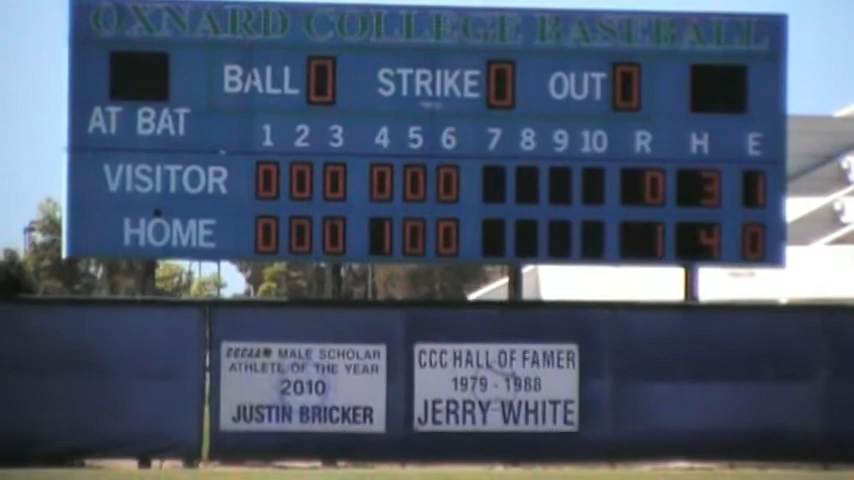 OXNARD COLLEGE BASEBALL
BALL 0 STRIKE 0 OUT 0
AT BAT
1 2 3 4 5 6 7 8 9 10 R H E
VISITOR 0 0 0 0 0 0 0 3 1
HOME 0 0 0 1 0 0 1 4 0
CCCAA MALE SCHOLAR
ATHLETE OF THE YEAR
2010
JUSTIN BRICKER
CCC HALL OF FAMER
1979 - 1988
JERRY WHITE